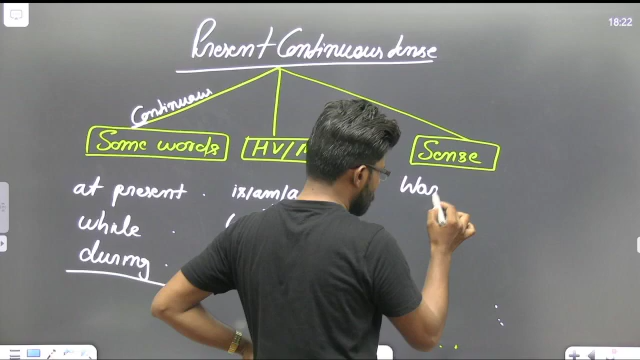 18:22
Present Continuous tense
Continuous
Some words HV/ Sense
at present . is/am/a Wa
while .
during .